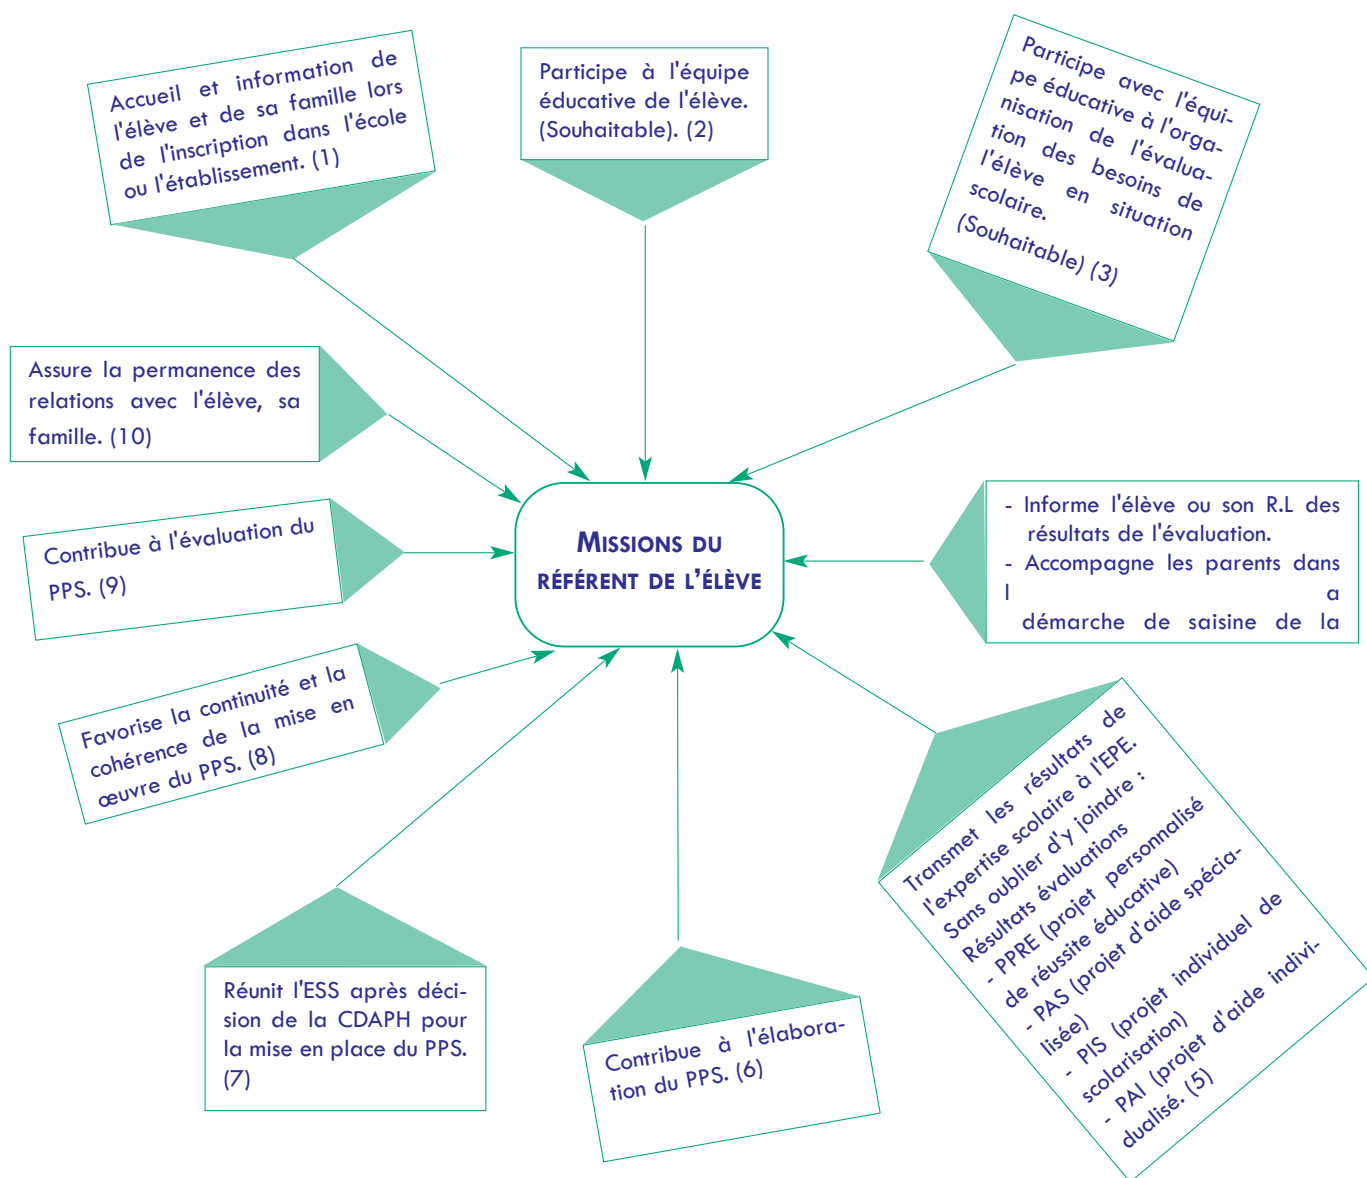 Accueil et information de
l'élève et de sa famille lors
de l'inscription dans l'école
ou l'établissement. (1)
Participe à l'équipe
éducative de l'élève.
(Souhaitable). (2)
Participe avec l'équi-
pe éducative à l'orga-
nisation de l'évalua-
tion des besoins de
l'élève en situation
scolaire.
(Souhaitable) (3)
Assure la permanence des
relations avec l'élève, sa
famille. (10)
MISSIONS DU
RÉFÉRENT DE L'ÉLÈVE
- Informe l'élève ou son R.L des
résultats de l'évaluation.
- Accompagne les parents dans
l a
démarche de saisine de la
Contribue à l'évaluation du
PPS. (9)
Favorise la continuité et la
cohérence de la mise en
œuvre du PPS. (8)
Transmet les résultats de
l'expertise scolaire à l'EPE.
Sans oublier d'y joindre :
Résultats évaluations
- PPRE (projet personnalisé
de réussite éducative)
- PAS (projet d'aide spécia-
lisée)
- PIS (projet individuel de
scolarisation)
- PAI (projet d'aide indivi-
dualisé. (5)
Réunit l'ESS après déci-
sion de la CDAPH pour
la mise en place du PPS.
(7)
Contribue à l'élabora-
tion du PPS. (6)